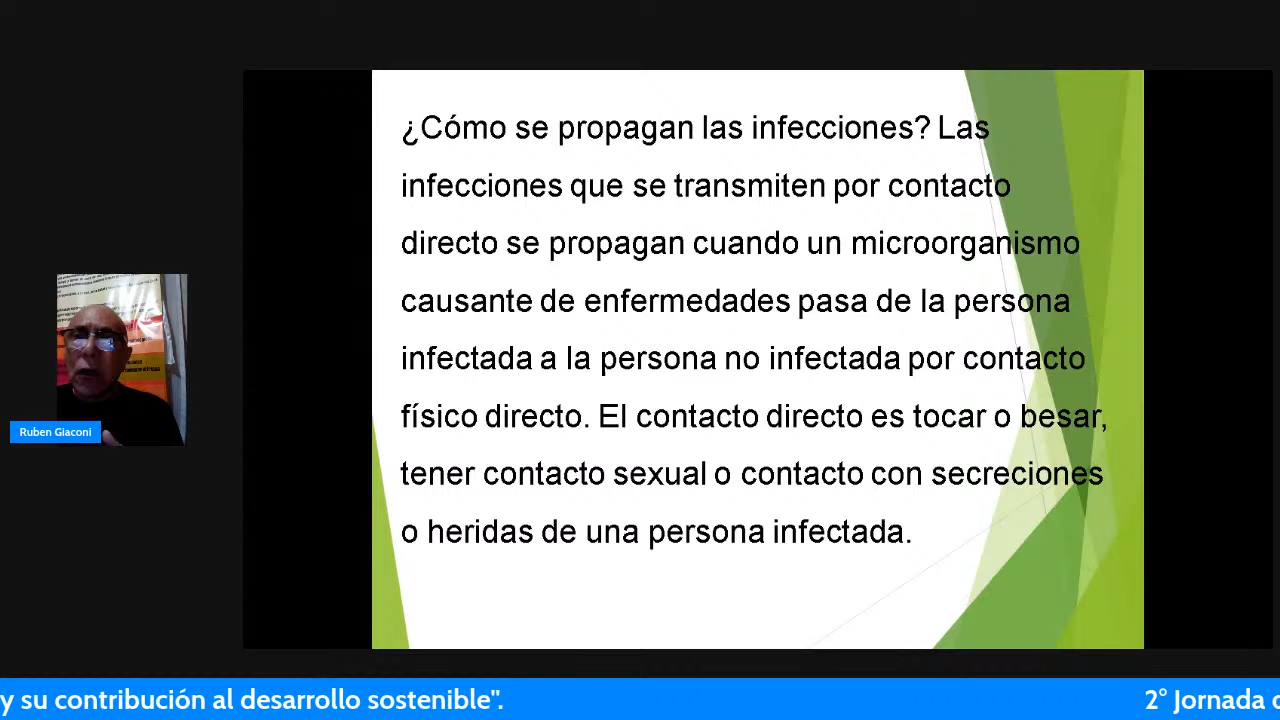 ¿Cómo se propagan las infecciones? Las
infecciones que se transmiten por contacto
directo se propagan cuando un microorganismo
causante de enfermedades pasa de la persona
infectada a la persona no infectada por contacto
físico directo. El contacto directo es tocar o besar,
tener contacto sexual o contacto con secreciones
o heridas de una persona infectada.
Ruben Giaconi
y su contribución al desarrollo sostenible".
2° Jornada